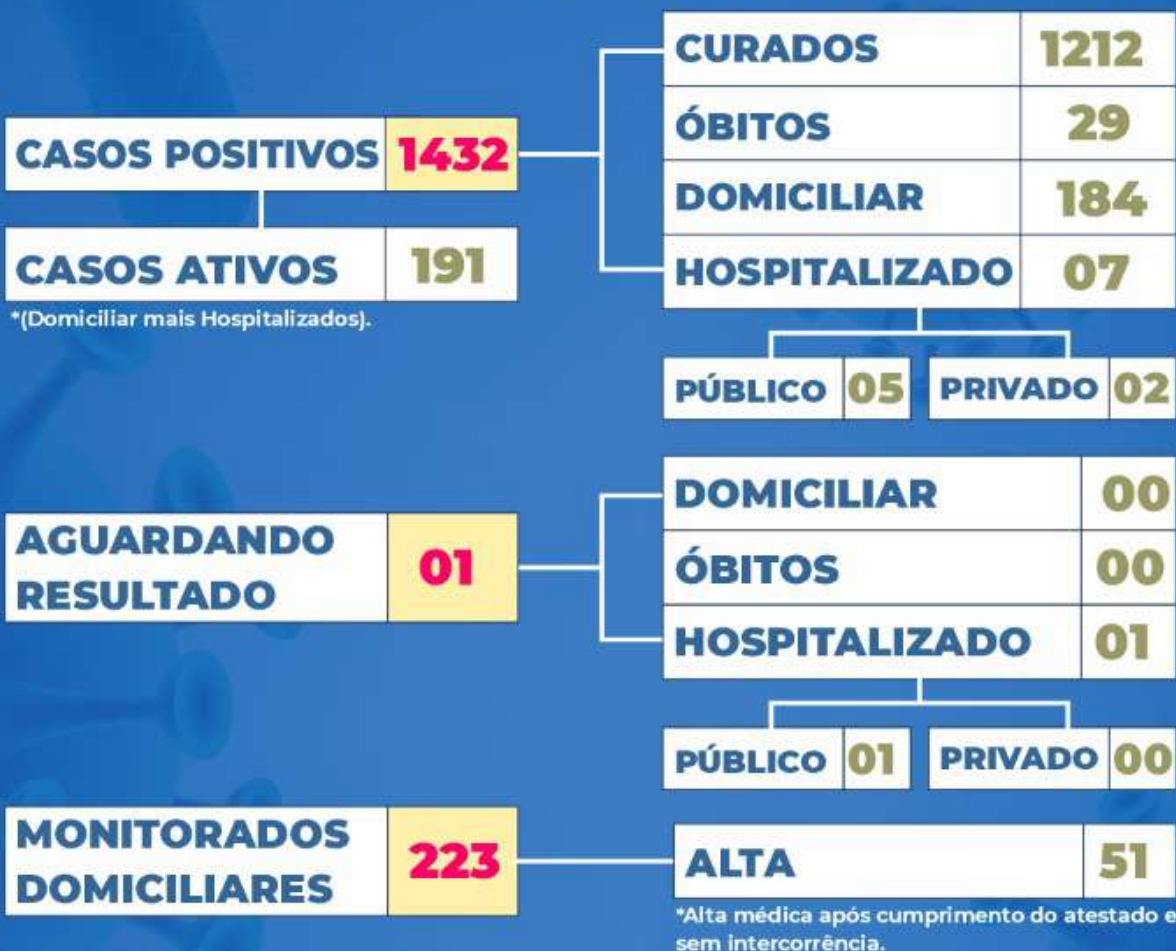 CASOS POSITIVOS 1432
CURADOS 1212
ÓBITOS 29
DOMICILIAR 184
HOSPITALIZADO 07
PÚBLICO 05 PRIVADO 02
CASOS ATIVOS 191
*(Domiciliar mais Hospitalizados).
AGUARDANDO
RESULTADO 01
DOMICILIAR 00
ÓBITOS 00
HOSPITALIZADO 01
PÚBLICO 01 PRIVADO 00
MONITORADOS
DOMICILIARES 223
ALTA 51
*Alta médica após cumprimento do atestado e
sem intercorrência.